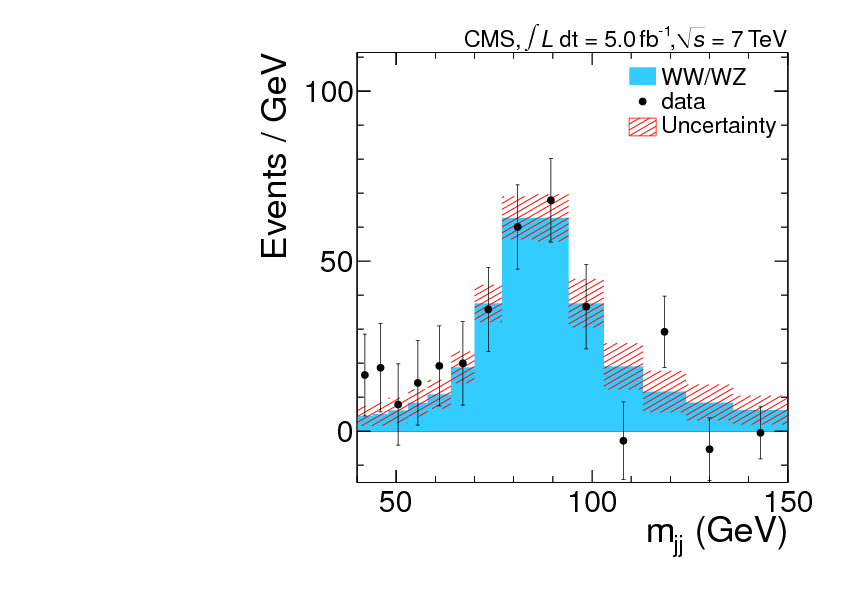 CMS, ∫ L dt = 5.0 fb⁻¹, √s = 7 TeV
WW/WZ
data
Uncertainty
Events / GeV
100
50
0
50
100
150
m_jj (GeV)